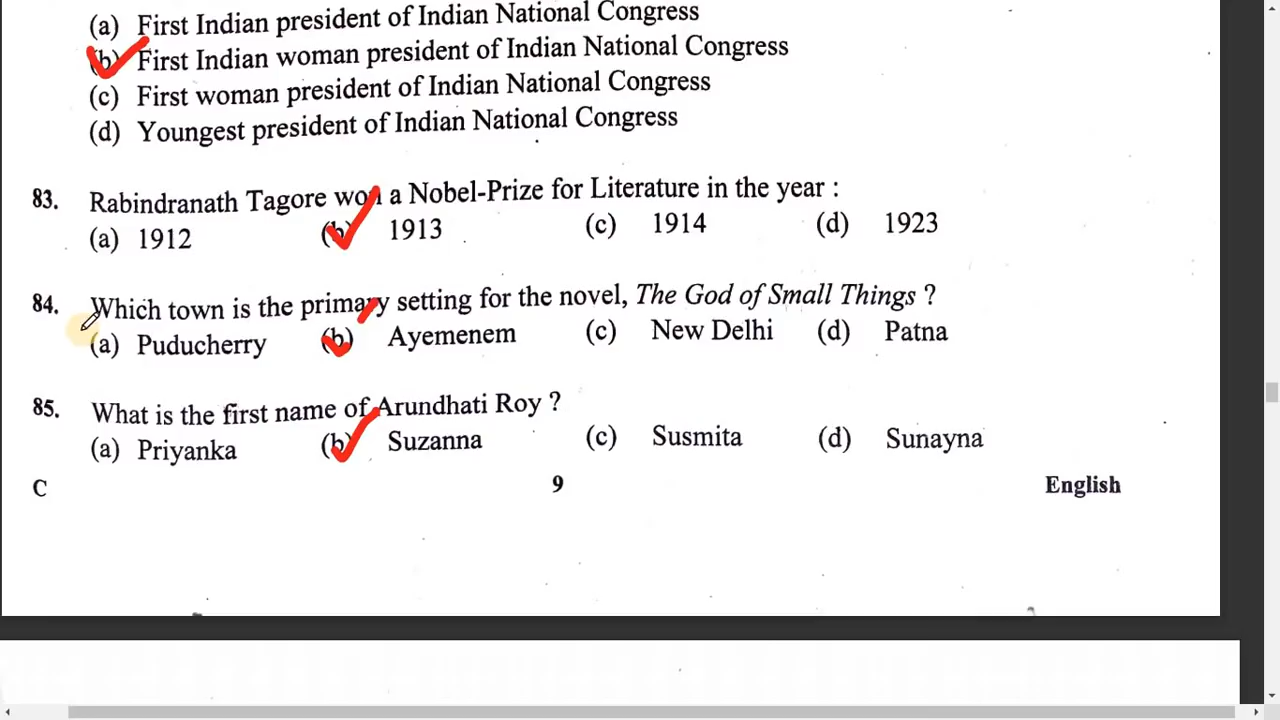 (a) First Indian president of Indian National Congress
(b) First Indian woman president of Indian National Congress
(c) First woman president of Indian National Congress
(d) Youngest president of Indian National Congress
83. Rabindranath Tagore won a Nobel-Prize for Literature in the year :
(a) 1912 (b) 1913 (c) 1914 (d) 1923
84. Which town is the primary setting for the novel, The God of Small Things ?
(a) Puducherry (b) Ayemenem (c) New Delhi (d) Patna
85. What is the first name of Arundhati Roy ?
(a) Priyanka (b) Suzanna (c) Susmita (d) Sunayna
C 9 English